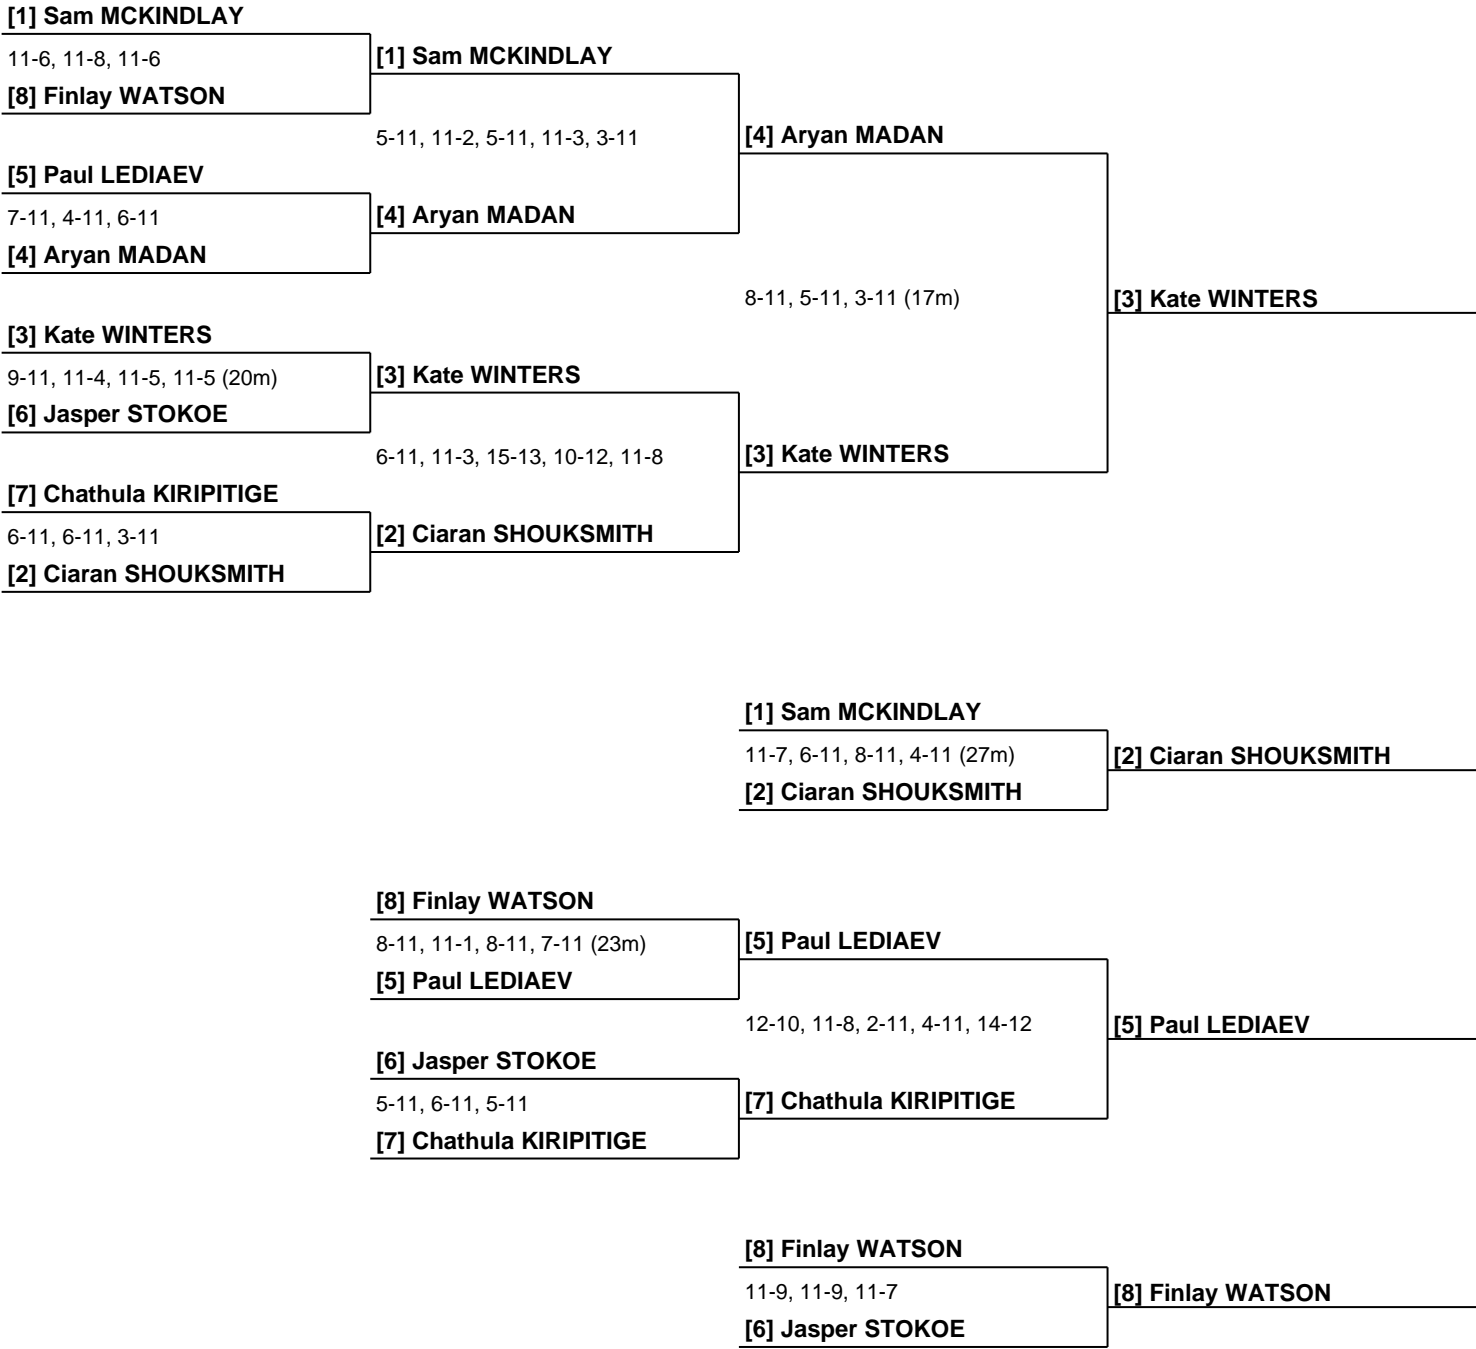 [1] Sam MCKINDLAY
11-6, 11-8, 11-6
[8] Finlay WATSON
[1] Sam MCKINDLAY
5-11, 11-2, 5-11, 11-3, 3-11
[5] Paul LEDIAEV
7-11, 4-11, 6-11
[4] Aryan MADAN
[4] Aryan MADAN
[4] Aryan MADAN
8-11, 5-11, 3-11 (17m)
[3] Kate WINTERS
[3] Kate WINTERS
9-11, 11-4, 11-5, 11-5 (20m)
[6] Jasper STOKOE
[3] Kate WINTERS
6-11, 11-3, 15-13, 10-12, 11-8
[3] Kate WINTERS
[7] Chathula KIRIPITIGE
6-11, 6-11, 3-11
[2] Ciaran SHOUKSMITH
[2] Ciaran SHOUKSMITH
[1] Sam MCKINDLAY
11-7, 6-11, 8-11, 4-11 (27m)
[2] Ciaran SHOUKSMITH
[2] Ciaran SHOUKSMITH
[8] Finlay WATSON
8-11, 11-1, 8-11, 7-11 (23m)
[5] Paul LEDIAEV
[5] Paul LEDIAEV
12-10, 11-8, 2-11, 4-11, 14-12
[5] Paul LEDIAEV
[6] Jasper STOKOE
5-11, 6-11, 5-11
[7] Chathula KIRIPITIGE
[7] Chathula KIRIPITIGE
[8] Finlay WATSON
11-9, 11-9, 11-7
[6] Jasper STOKOE
[8] Finlay WATSON